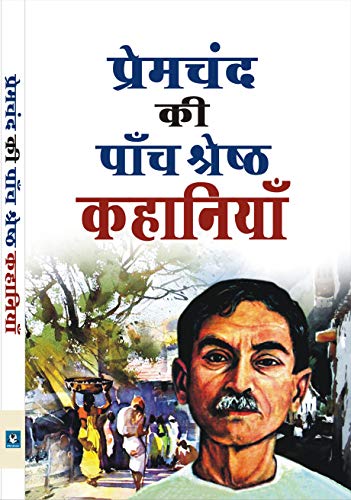 प्रेमचंद
की
पाँच श्रेष्ठ
कहानियाँ
प्रेमचंद की पाँच श्रेष्ठ कहानियाँ